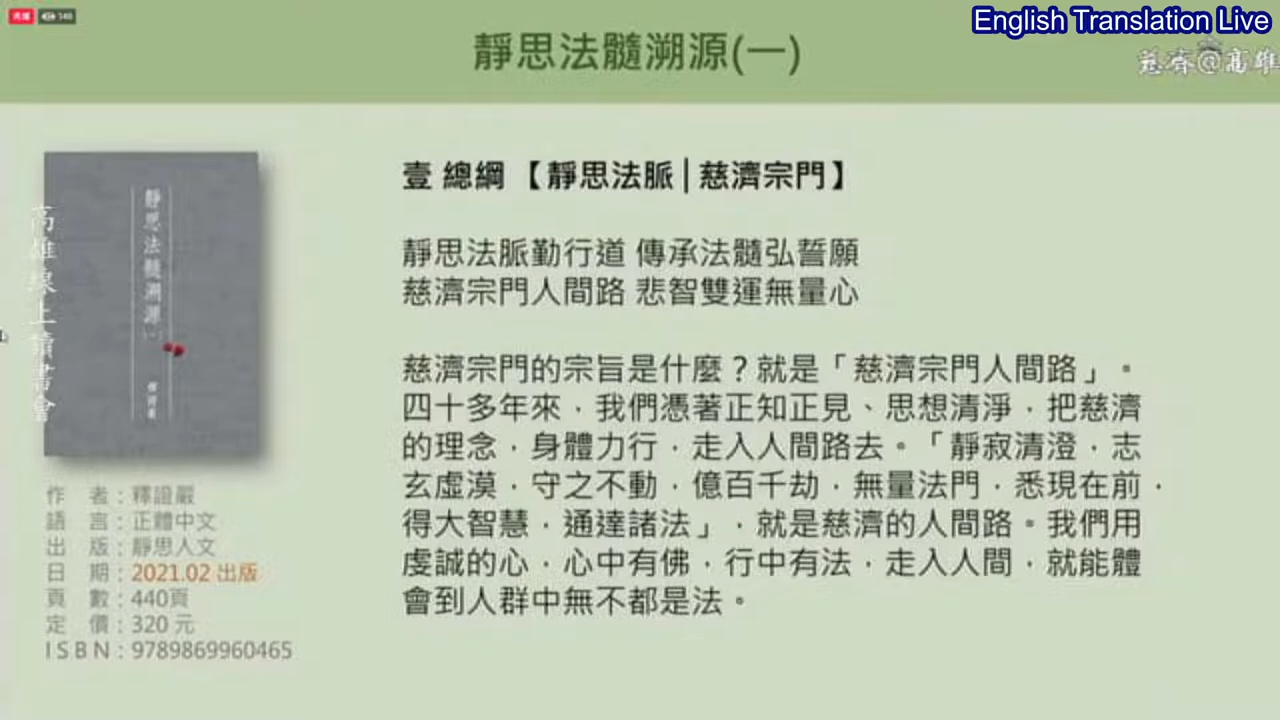 直播
148
English Translation Live
靜思法髓溯源(一)
慈濟@高雄
靜思法髓溯源
高雄線上讀書會
壹 總綱 【靜思法脈│慈濟宗門】
靜思法脈勤行道 傳承法髓弘誓願
慈濟宗門人間路 悲智雙運無量心
慈濟宗門的宗旨是什麼？就是「慈濟宗門人間路」。
四十多年來，我們憑著正知正見、思想清淨，把慈濟
的理念，身體力行，走入人間路去。「靜寂清澄，志
玄虛漠，守之不動，億百千劫，無量法門，悉現在前，
得大智慧，通達諸法」，就是慈濟的人間路。我們用
虔誠的心，心中有佛，行中有法，走入人間，就能體
會到人群中無不都是法。
作　者：釋證嚴
語　言：正體中文
出　版：靜思人文
日　期：2021.02 出版
頁　數：440頁
定　價：320 元
ISBN：9789869960465